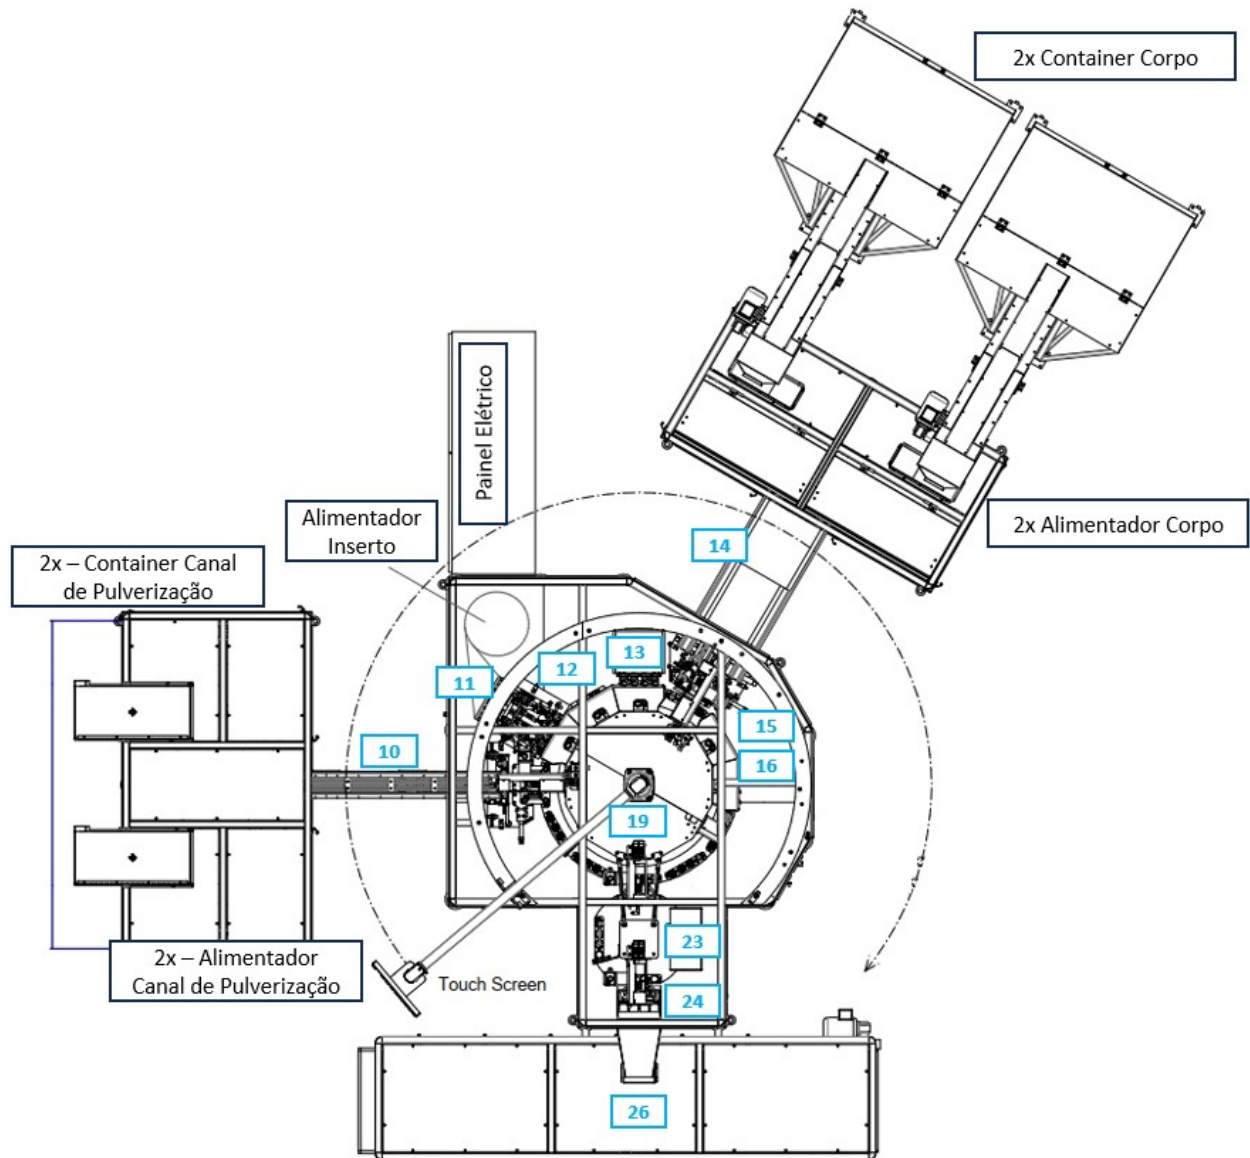 2x Container Corpo
Painel Elétrico
Alimentador
Inserto
2x Alimentador Corpo
14
2x – Container Canal
de Pulverização
13
12
11
15
10
16
19
23
2x – Alimentador
Canal de Pulverização
Touch Screen
24
26